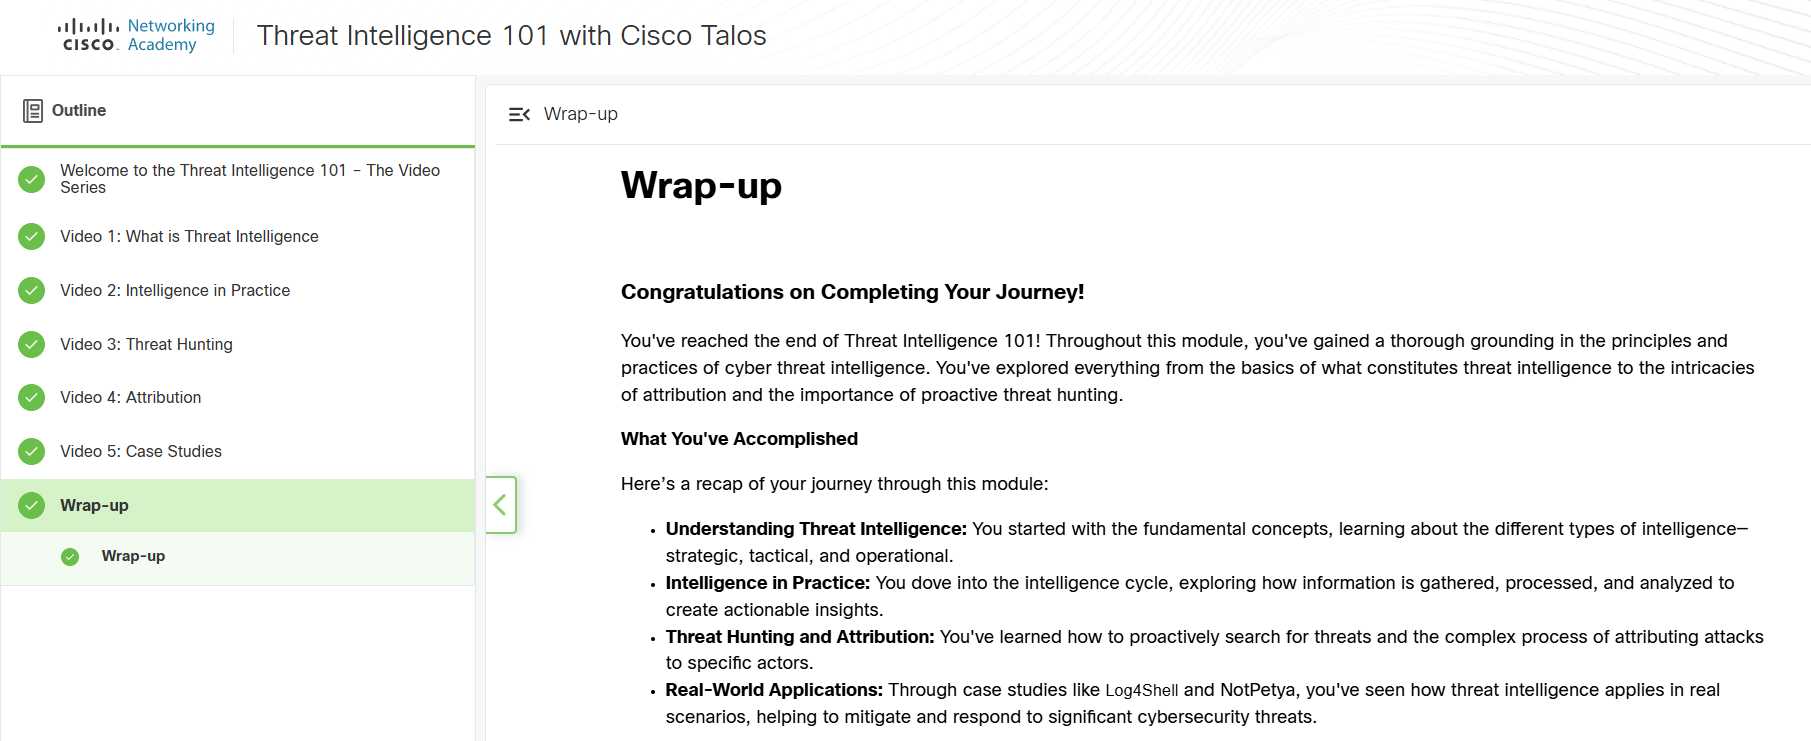 CISCO Networking Academy
Threat Intelligence 101 with Cisco Talos
Outline
Welcome to the Threat Intelligence 101 – The Video
Series
Video 1: What is Threat Intelligence
Video 2: Intelligence in Practice
Video 3: Threat Hunting
Video 4: Attribution
Video 5: Case Studies
Wrap-up
Wrap-up
Wrap-up
Wrap-up
Congratulations on Completing Your Journey!
You've reached the end of Threat Intelligence 101! Throughout this module, you've gained a thorough grounding in the principles and
practices of cyber threat intelligence. You've explored everything from the basics of what constitutes threat intelligence to the intricacies
of attribution and the importance of proactive threat hunting.
What You've Accomplished
Here’s a recap of your journey through this module:
• Understanding Threat Intelligence: You started with the fundamental concepts, learning about the different types of intelligence—
strategic, tactical, and operational.
• Intelligence in Practice: You dove into the intelligence cycle, exploring how information is gathered, processed, and analyzed to
create actionable insights.
• Threat Hunting and Attribution: You've learned how to proactively search for threats and the complex process of attributing attacks
to specific actors.
• Real-World Applications: Through case studies like Log4Shell and NotPetya, you've seen how threat intelligence applies in real
scenarios, helping to mitigate and respond to significant cybersecurity threats.